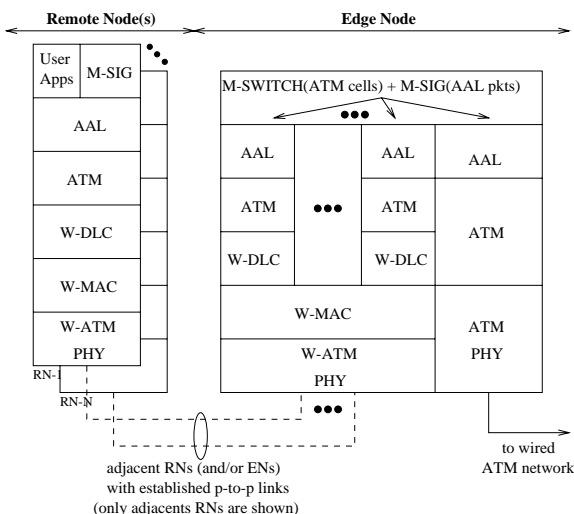 Remote Node(s)
Edge Node
User
Apps
M-SIG
AAL
ATM
W-DLC
W-MAC
W-ATM
PHY
RN-1
RN-N
M-SWITCH(ATM cells) + M-SIG(AAL pkts)
AAL
AAL
AAL
ATM
ATM
ATM
W-DLC
W-DLC
W-MAC
W-ATM
PHY
ATM
PHY
adjacent RNs (and/or ENs)
with established p-to-p links
(only adjacents RNs are shown)
to wired
ATM network